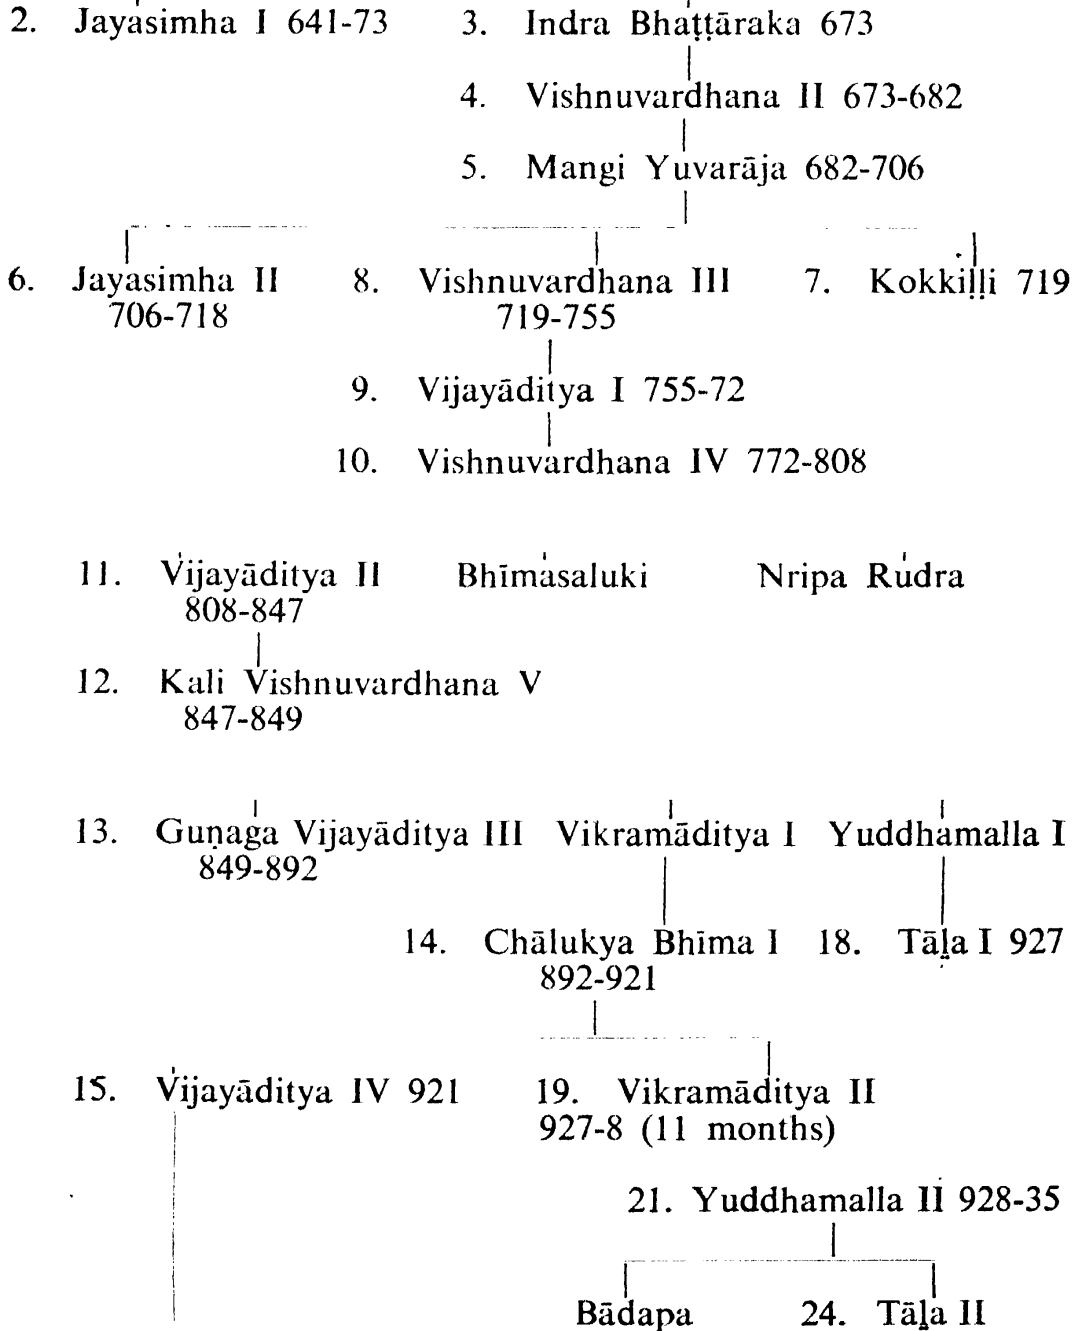 2. Jayasimha I 641-73 3. Indra Bhaṭṭāraka 673
4. Vishnuvardhana II 673-682
5. Mangi Yuvarāja 682-706
6. Jayasimha II 8. Vishnuvardhana III 7. Kokkiḷḷi 719
706-718 719-755
9. Vijayāditya I 755-72
10. Vishnuvardhana IV 772-808
11. Vijayāditya II Bhīmasaluki Nripa Rudra
808-847
12. Kali Vishnuvardhana V
847-849
13. Guṇaga Vijayāditya III Vikramāditya I Yuddhamalla I
849-892
14. Chālukya Bhīma I 18. Tāḷa I 927
892-921
15. Vijayāditya IV 921 19. Vikramāditya II
927-8 (11 months)
21. Yuddhamalla II 928-35
Bādapa 24. Tāḷa II